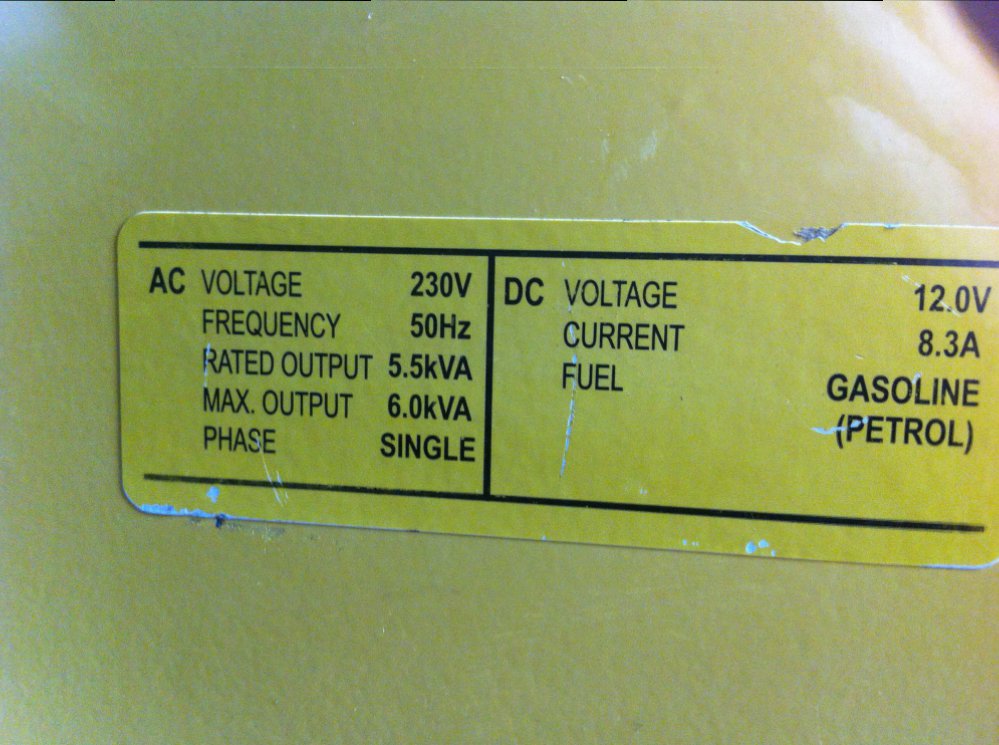 AC VOLTAGE 230V
FREQUENCY 50Hz
RATED OUTPUT 5.5kVA
MAX. OUTPUT 6.0kVA
PHASE SINGLE
DC VOLTAGE 12.0V
CURRENT 8.3A
FUEL GASOLINE
(PETROL)